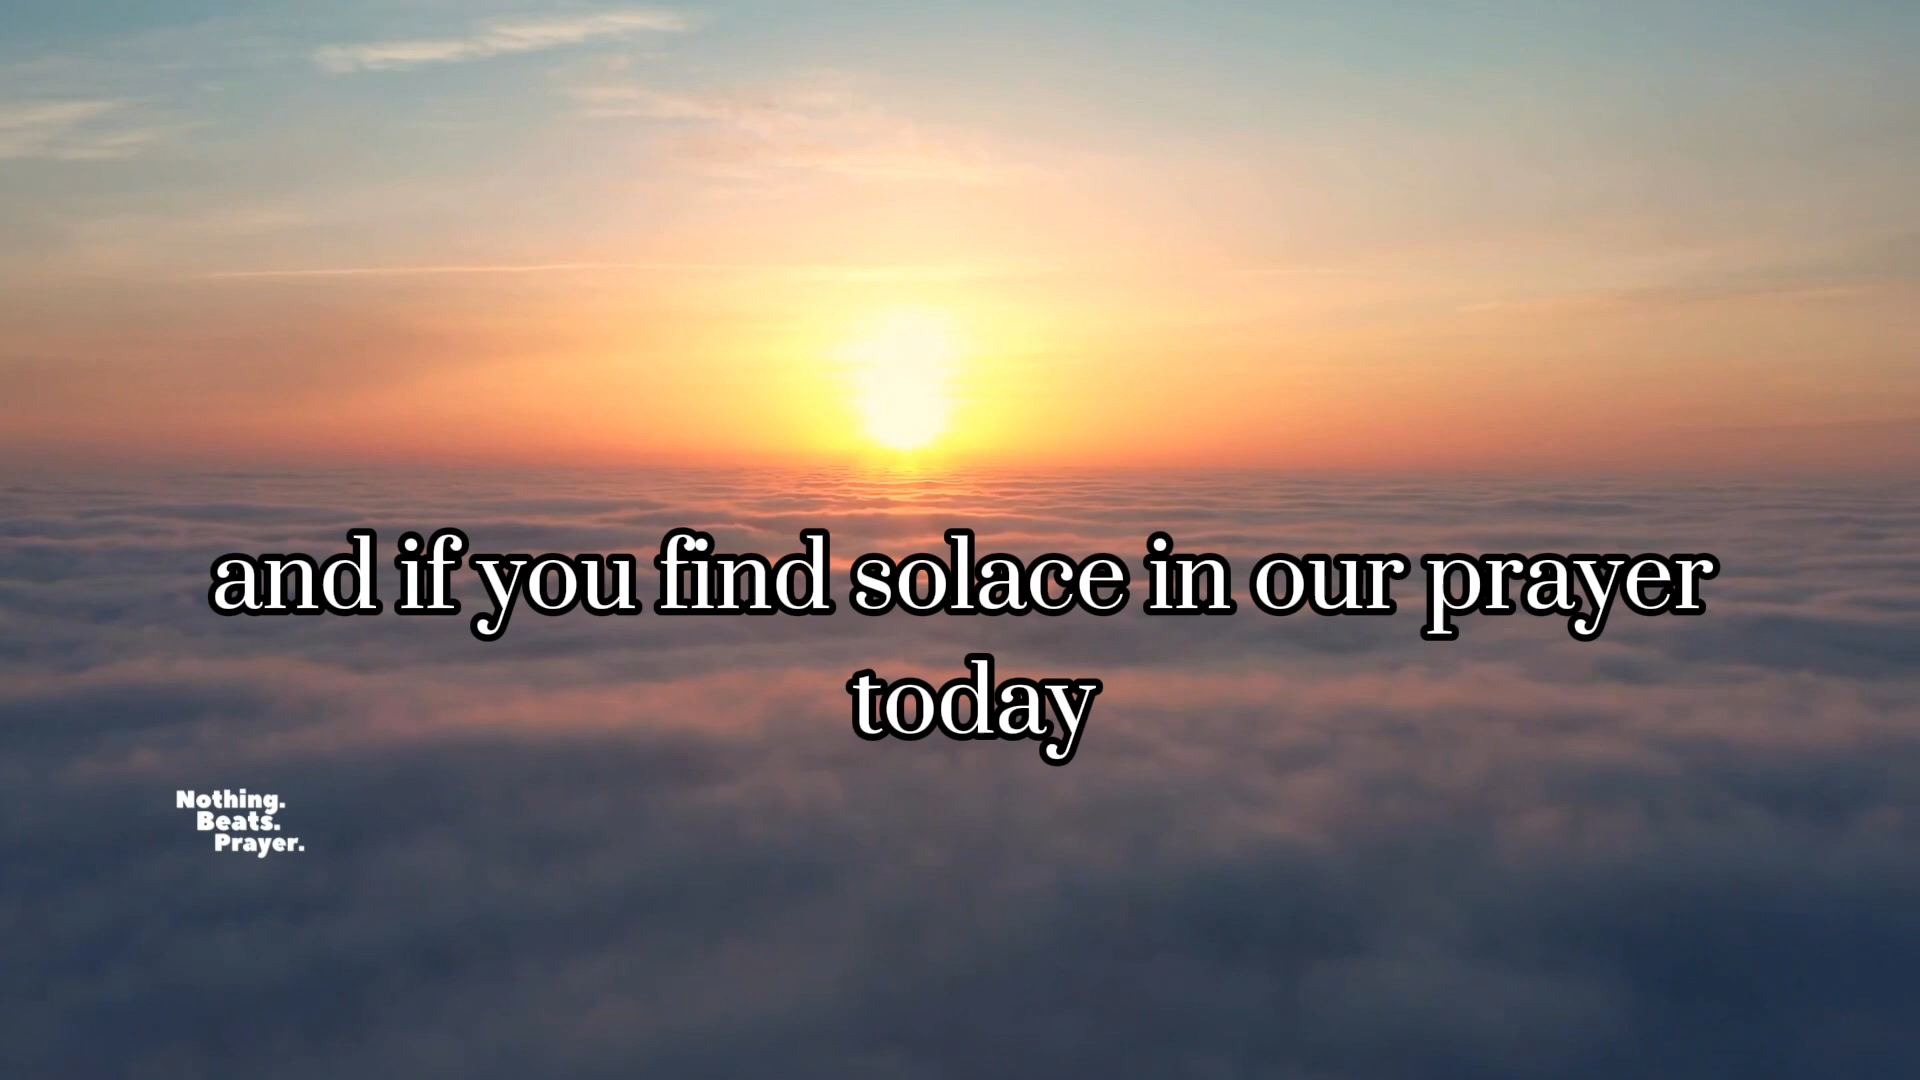 and if you find solace in our prayer
today
Nothing.
Beats.
Prayer.